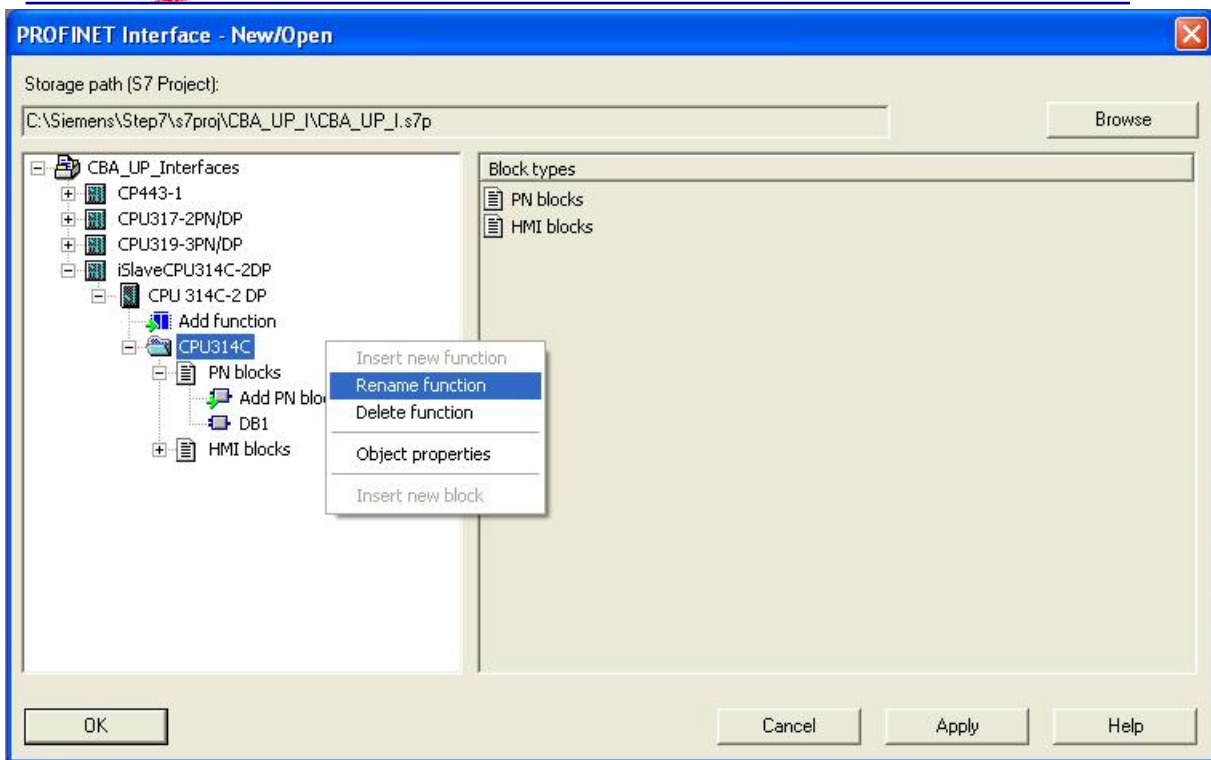 PROFINET Interface - New/Open
Storage path (S7 Project):
C:\Siemens\Step7\s7proj\CBA_UP_I\CBA_UP_I.s7p
Browse
CBA_UP_Interfaces
CP443-1
CPU317-2PN/DP
CPU319-3PN/DP
iSlaveCPU314C-2DP
CPU 314C-2 DP
Add function
CPU314C
PN blocks
Add PN blo
DB1
HMI blocks
Insert new function
Rename function
Delete function
Object properties
Insert new block
Block types
PN blocks
HMI blocks
OK
Cancel
Apply
Help